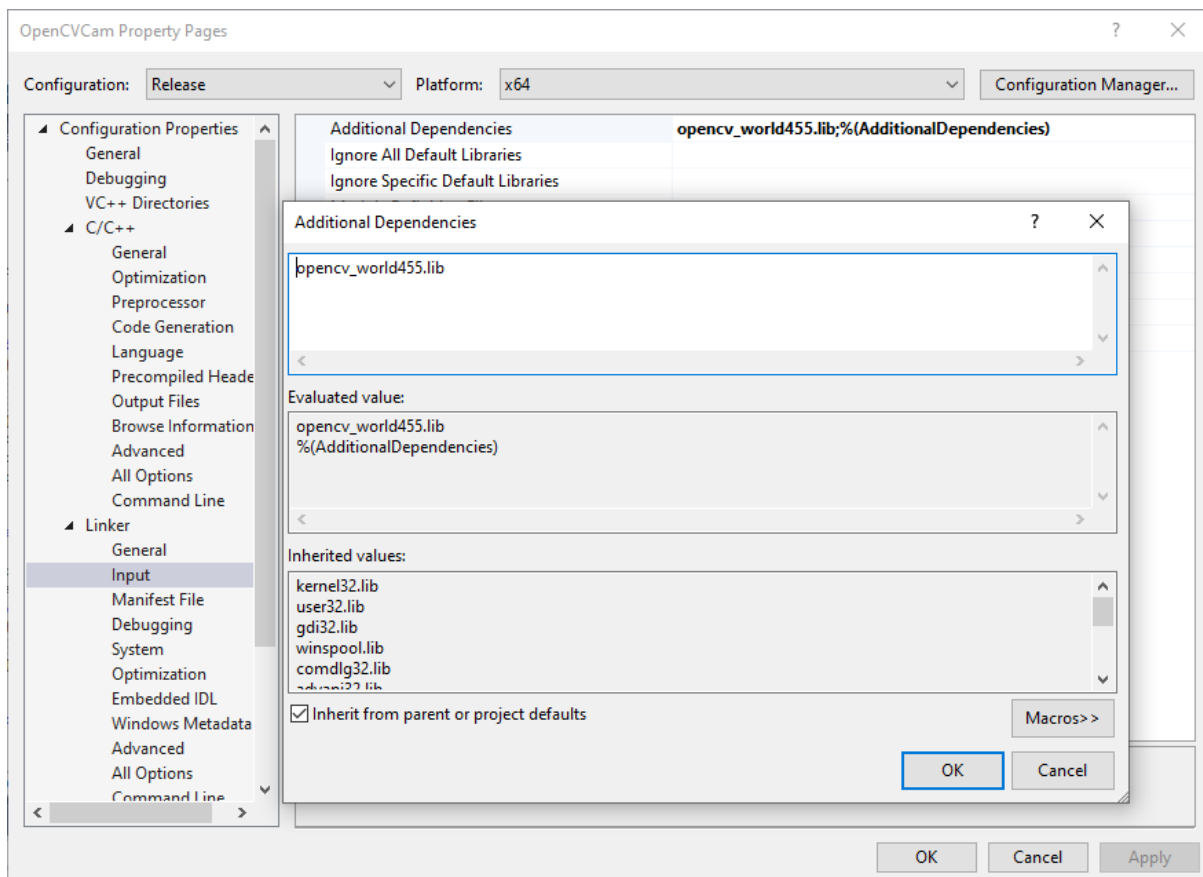 OpenCVCam Property Pages
Configuration: Release Platform: x64 Configuration Manager...
Configuration Properties
General
Debugging
VC++ Directories
C/C++
General
Optimization
Preprocessor
Code Generation
Language
Precompiled Heade
Output Files
Browse Information
Advanced
All Options
Command Line
Linker
General
Input
Manifest File
Debugging
System
Optimization
Embedded IDL
Windows Metadata
Advanced
All Options
Command Line
Additional Dependencies opencv_world455.lib;%(AdditionalDependencies)
Ignore All Default Libraries
Ignore Specific Default Libraries
Additional Dependencies
opencv_world455.lib
Evaluated value:
opencv_world455.lib
%(AdditionalDependencies)
Inherited values:
kernel32.lib
user32.lib
gdi32.lib
winspool.lib
comdlg32.lib
advapi32.lib
Inherit from parent or project defaults
Macros>>
OK Cancel
OK Cancel Apply